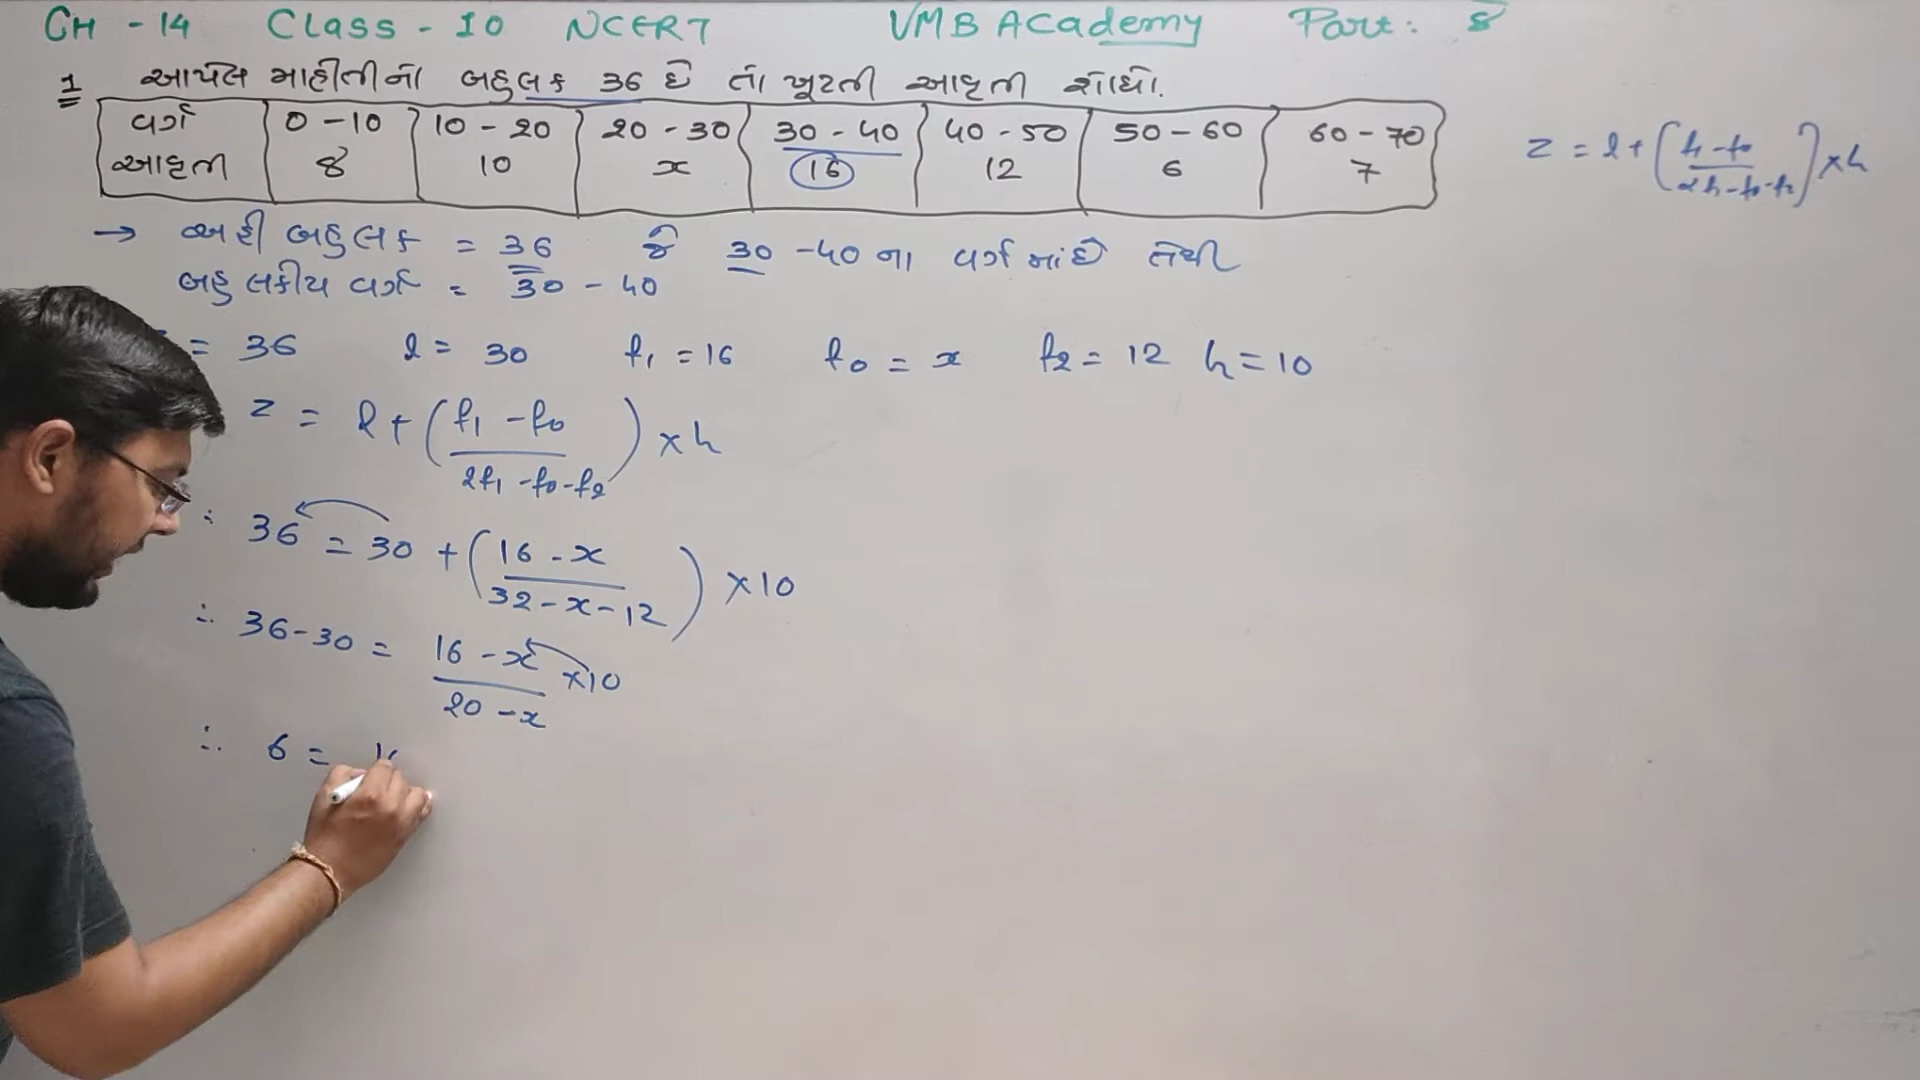 CH - 14 Class - 10 NCERT VMB Academy Part : 8
1 આપેલ માહીતીનો બહુલક 36 છે તો ખૂટતી આવૃતી શોધો.
વર્ગ 0 - 10 10 - 20 20 - 30 30 - 40 40 - 50 50 - 60 60 - 70
આવૃતી 8 10 x 16 12 6 7
z = l + (f1 - f0 / 2f1 - f0 - f2) × h
→ અહી બહુલક = 36 જે 30 - 40 ના વર્ગ માં છે તેથી
બહુલકીય વર્ગ = 30 - 40
= 36 l = 30 f1 = 16 f0 = x f2 = 12 h = 10
z = l + (f1 - f0 / 2f1 - f0 - f2) × h
∴ 36 = 30 + (16 - x / 32 - x - 12) × 10
∴ 36 - 30 = 16 - x / 20 - x × 10
∴ 6 =